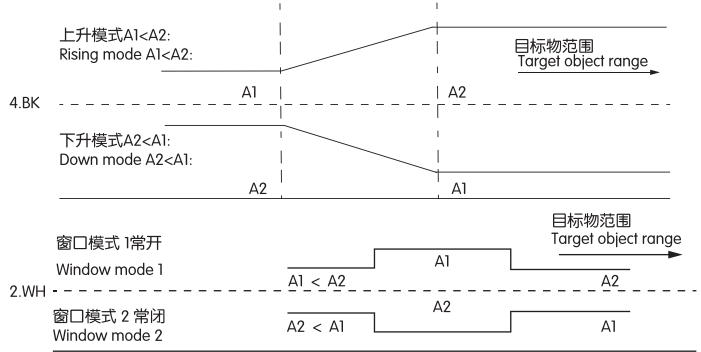 上升模式A1<A2:
Rising mode A1<A2:
目标物范围
Target object range
A1
A2
4.BK
下升模式A2<A1:
Down mode A2<A1:
A2
A1
目标物范围
Target object range
窗口模式 1常开
Window mode 1
A1
A1 < A2
A2
2.WH
A2
窗口模式 2 常闭
Window mode 2
A2 < A1
A1